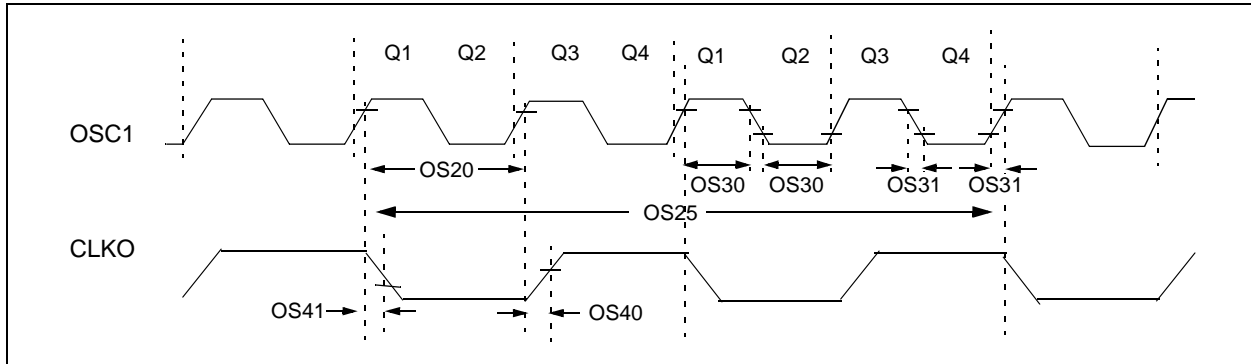 Q1 Q2 Q3 Q4 Q1 Q2 Q3 Q4
OSC1
OS20 OS30 OS30 OS31 OS31
OS25
CLKO
OS41 OS40